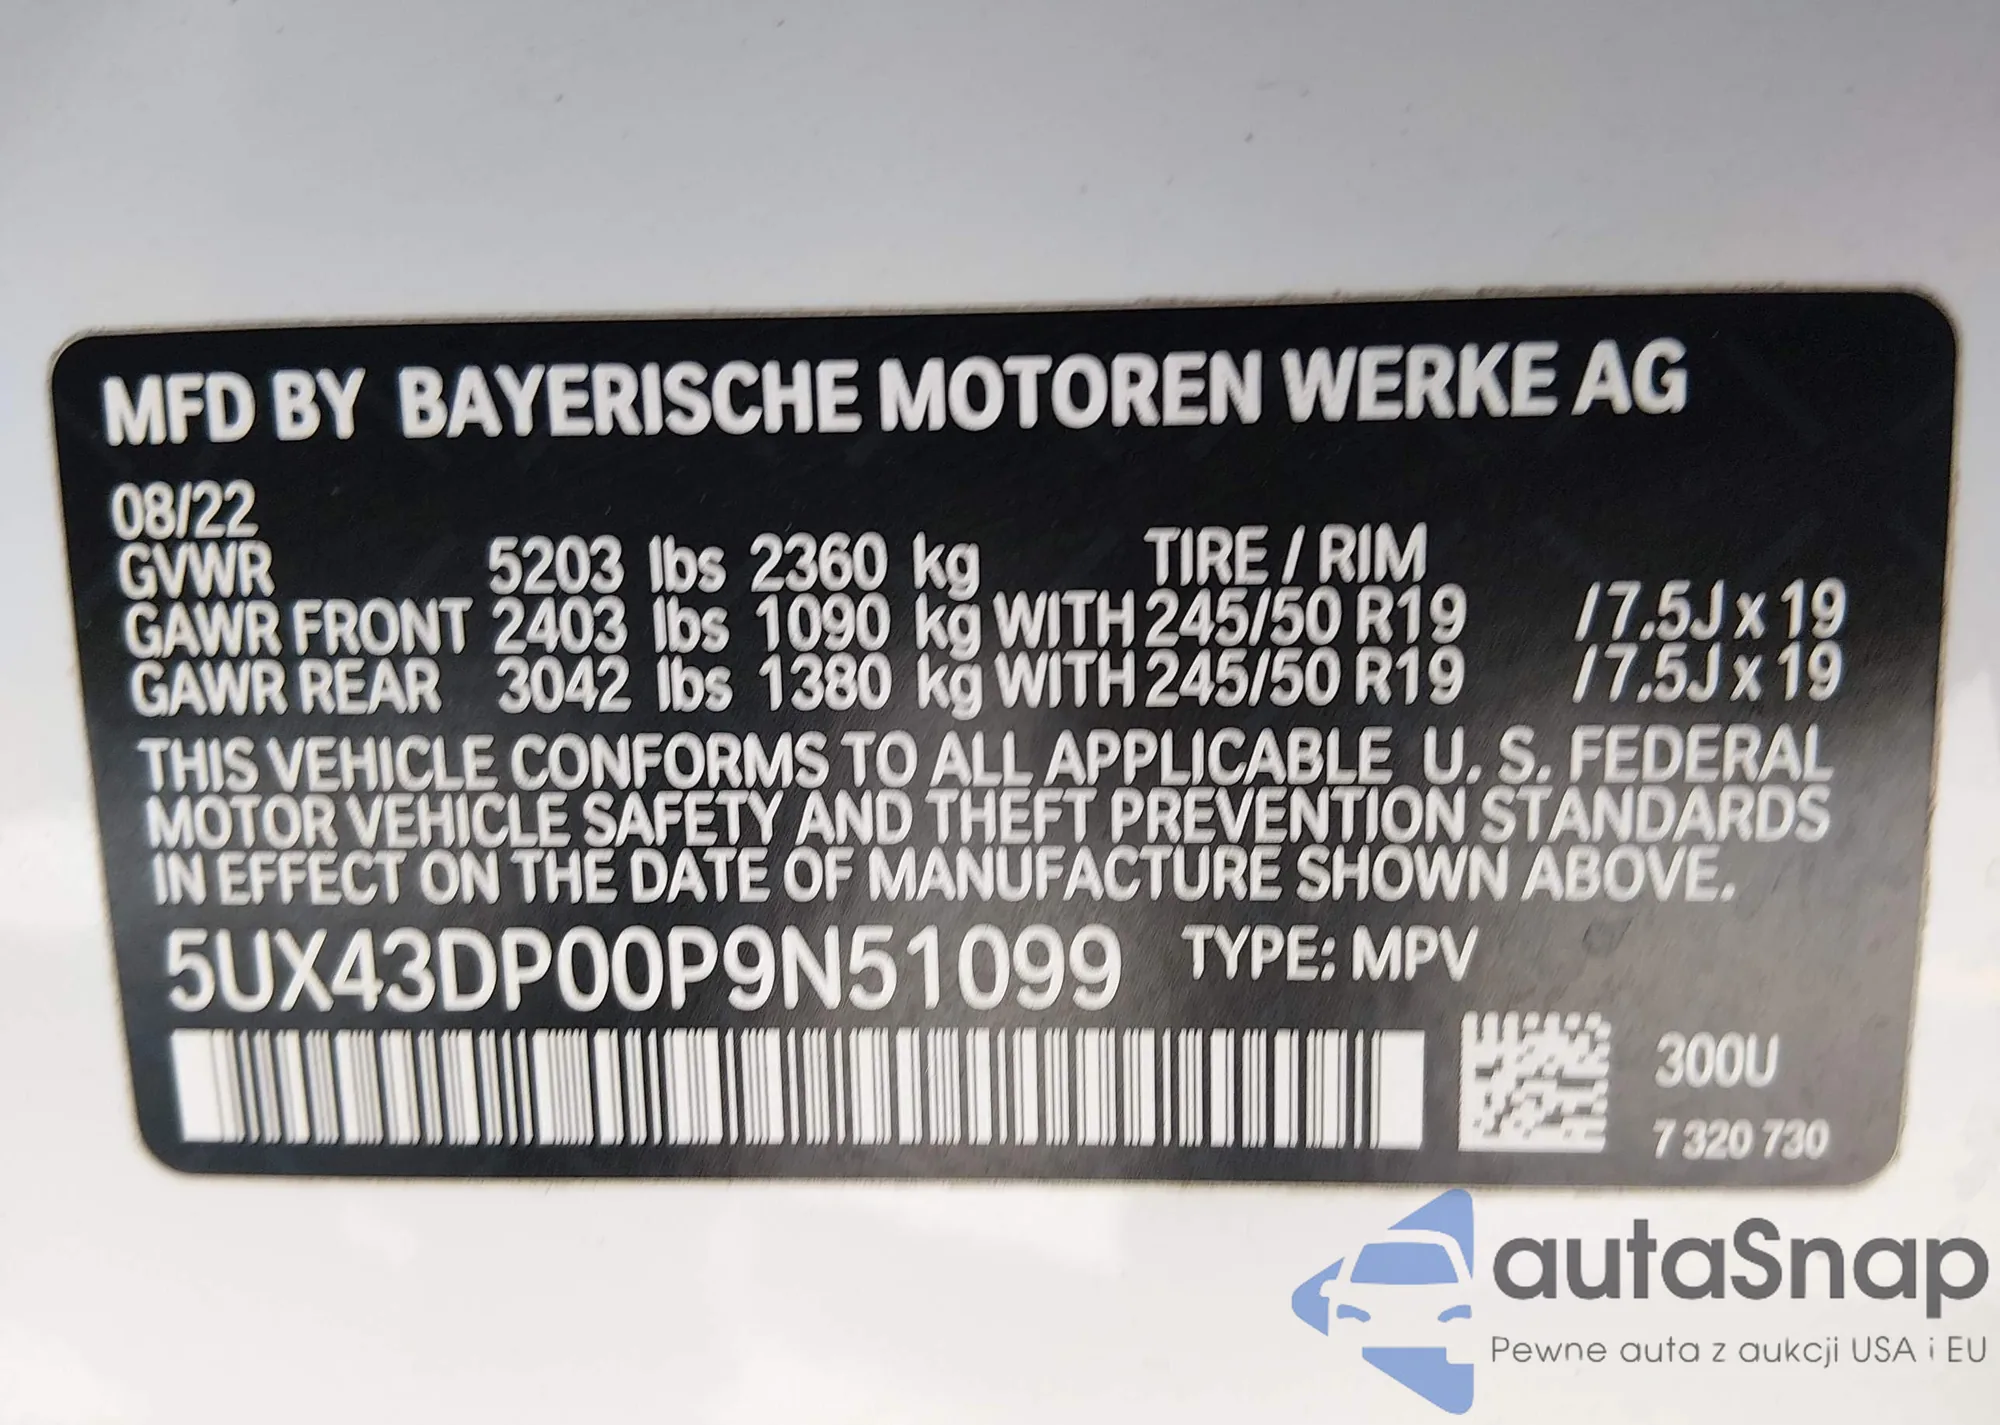 MFD BY BAYERISCHE MOTOREN WERKE AG
08/22
GVWR 5203 lbs 2360 kg TIRE / RIM
GAWR FRONT 2403 lbs 1090 kg WITH 245/50 R19 / 7.5J x 19
GAWR REAR 3042 lbs 1380 kg WITH 245/50 R19 / 7.5J x 19
THIS VEHICLE CONFORMS TO ALL APPLICABLE U. S. FEDERAL
MOTOR VEHICLE SAFETY AND THEFT PREVENTION STANDARDS
IN EFFECT ON THE DATE OF MANUFACTURE SHOWN ABOVE.
5UX43DP00P9N51099 TYPE: MPV
300U
7 320 730
autaSnap
Pewne auta z aukcji USA i EU